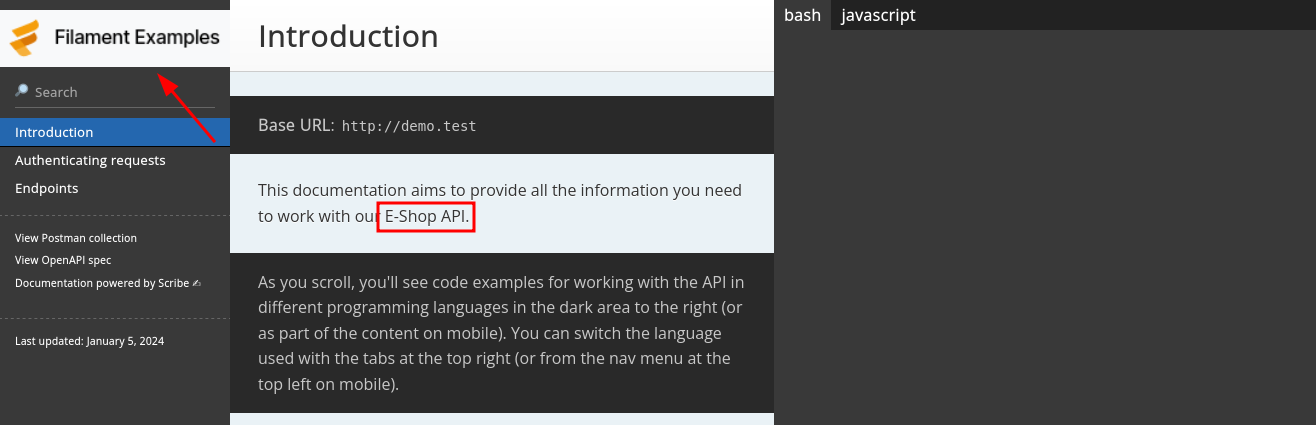 Filament Examples
Search
Introduction
Authenticating requests
Endpoints
View Postman collection
View OpenAPI spec
Documentation powered by Scribe ✍
Last updated: January 5, 2024
Introduction
Base URL: http://demo.test
This documentation aims to provide all the information you need
to work with our E-Shop API.
As you scroll, you'll see code examples for working with the API in
different programming languages in the dark area to the right (or
as part of the content on mobile). You can switch the language
used with the tabs at the top right (or from the nav menu at the
top left on mobile).
bash javascript